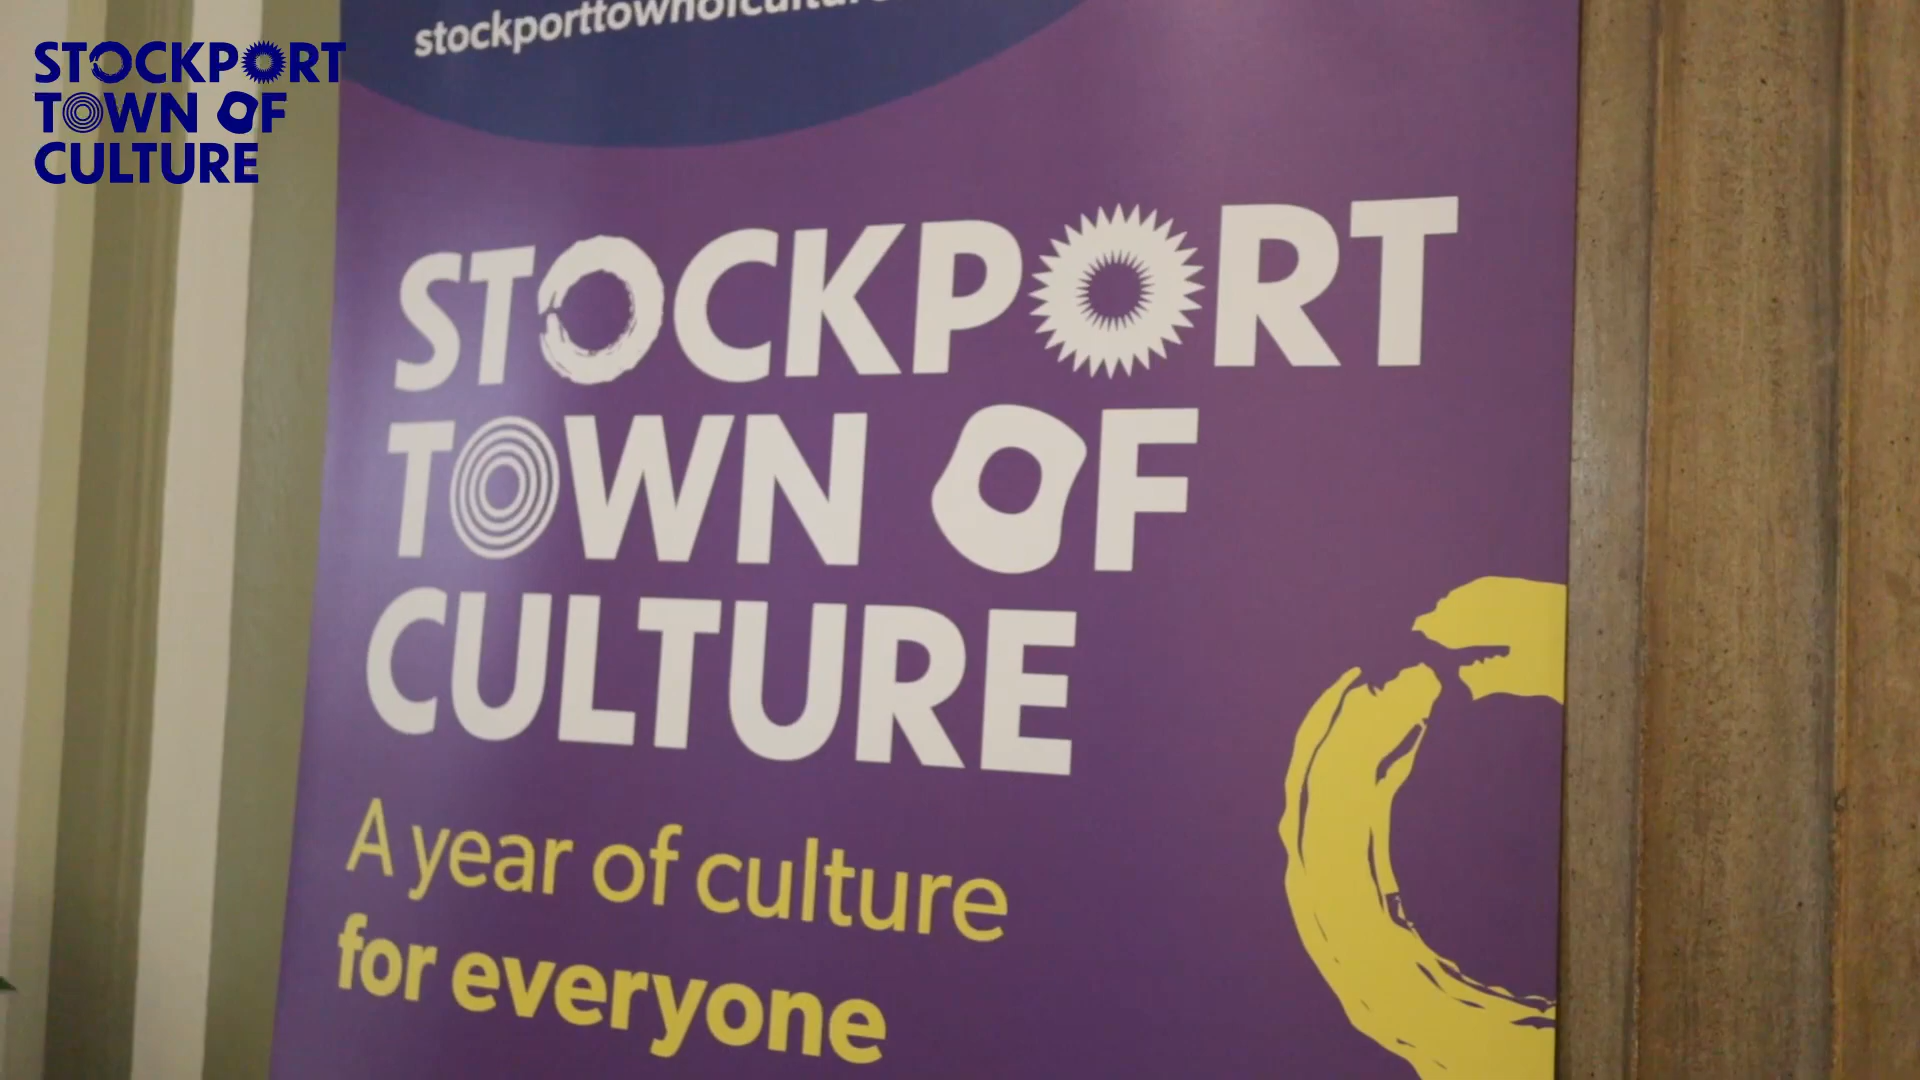 STOCKPORT
TOWN OF
CULTURE
STOCKPORT
TOWN OF
CULTURE
A year of culture
for everyone